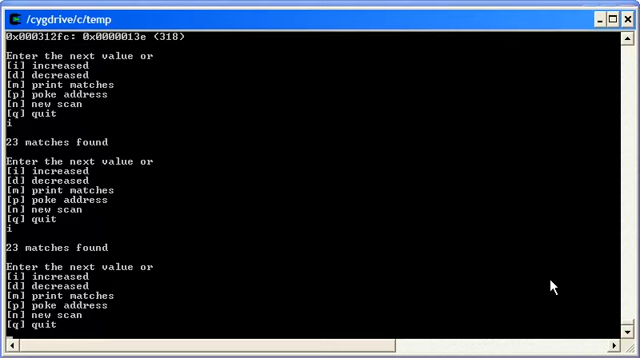 /cygdrive/c/temp
0x000312fc: 0x0000013e (318)
Enter the next value or
[i] increased
[d] decreased
[m] print matches
[p] poke address
[n] new scan
[q] quit
i
23 matches found
Enter the next value or
[i] increased
[d] decreased
[m] print matches
[p] poke address
[n] new scan
[q] quit
i
23 matches found
Enter the next value or
[i] increased
[d] decreased
[m] print matches
[p] poke address
[n] new scan
[q] quit